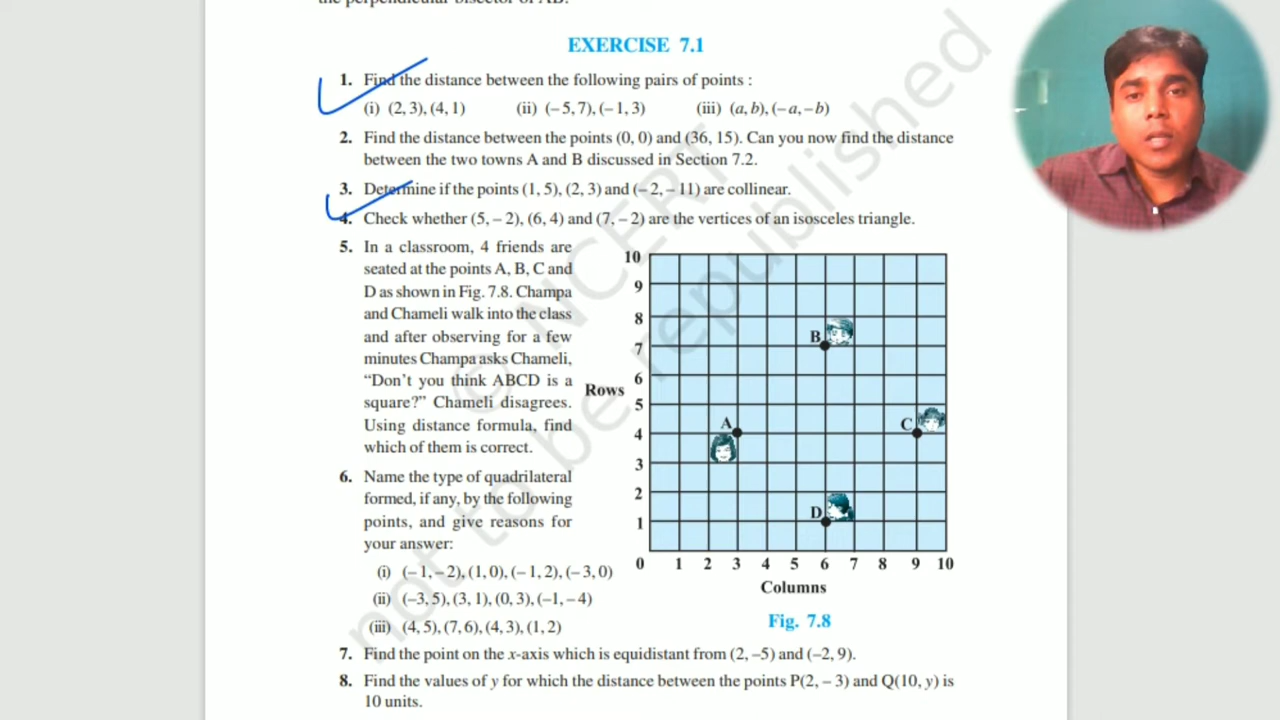 the perpendicular bisector of AB.
EXERCISE 7.1
1. Find the distance between the following pairs of points :
(i) (2, 3), (4, 1) (ii) (– 5, 7), (– 1, 3) (iii) (a, b), (– a, – b)
2. Find the distance between the points (0, 0) and (36, 15). Can you now find the distance
between the two towns A and B discussed in Section 7.2.
3. Determine if the points (1, 5), (2, 3) and (– 2, – 11) are collinear.
4. Check whether (5, – 2), (6, 4) and (7, – 2) are the vertices of an isosceles triangle.
5. In a classroom, 4 friends are
seated at the points A, B, C and
D as shown in Fig. 7.8. Champa
and Chameli walk into the class
and after observing for a few
minutes Champa asks Chameli,
“Don’t you think ABCD is a
square?” Chameli disagrees.
Using distance formula, find
which of them is correct.
6. Name the type of quadrilateral
formed, if any, by the following
points, and give reasons for
your answer:
(i) (– 1, – 2), (1, 0), (– 1, 2), (– 3, 0)
(ii) (–3, 5), (3, 1), (0, 3), (–1, – 4)
(iii) (4, 5), (7, 6), (4, 3), (1, 2)
10
9
8
7
6
5
4
3
2
1
Rows
B
A
C
D
0 1 2 3 4 5 6 7 8 9 10
Columns
Fig. 7.8
7. Find the point on the x-axis which is equidistant from (2, –5) and (–2, 9).
8. Find the values of y for which the distance between the points P(2, – 3) and Q(10, y) is
10 units.
© NCERT
not to be republished